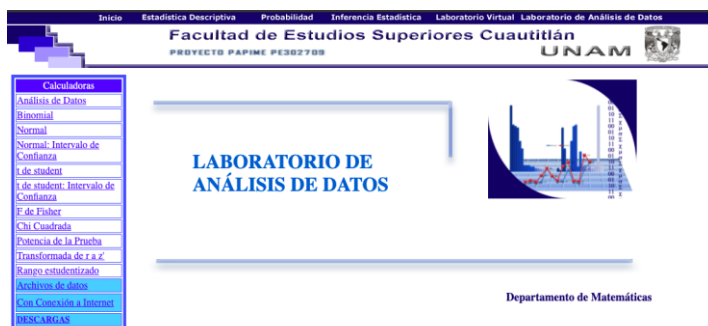 Inicio Estadística Descriptiva Probabilidad Inferencia Estadística Laboratorio Virtual Laboratorio de Análisis de Datos
Facultad de Estudios Superiores Cuautitlán
PROYECTO PAPIME PE302709
UNAM
Calculadoras
Análisis de Datos
Binomial
Normal
Normal: Intervalo de
Confianza
t de student
t de student: Intervalo de
Confianza
F de Fisher
Chi Cuadrada
Potencia de la Prueba
Transformada de r a z'
Rango estudentizado
Archivos de datos
Con Conexión a Internet
DESCARGAS
LABORATORIO DE
ANÁLISIS DE DATOS
Departamento de Matemáticas